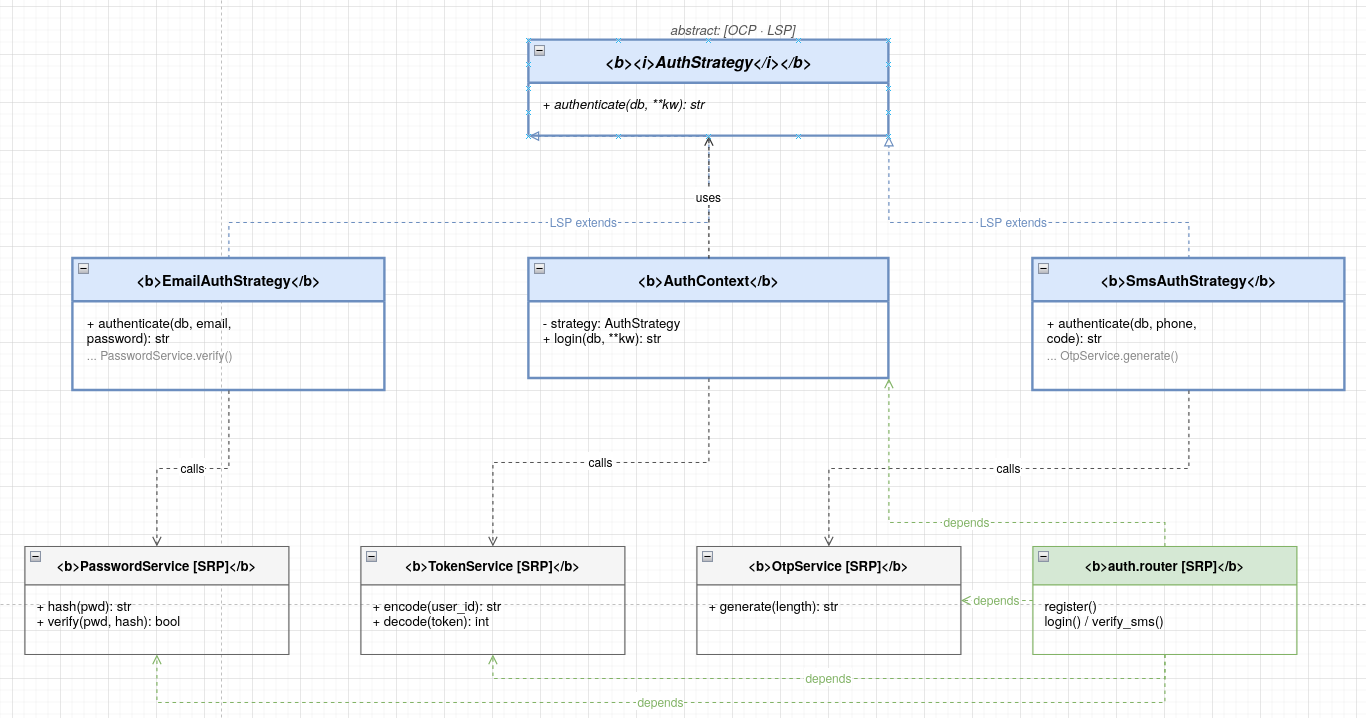 abstract: [OCP · LSP]
<b><i>AuthStrategy</i></b>
+ authenticate(db, **kw): str
uses
LSP extends
LSP extends
<b>EmailAuthStrategy</b>
+ authenticate(db, email,
password): str
... PasswordService.verify()
<b>AuthContext</b>
- strategy: AuthStrategy
+ login(db, **kw): str
<b>SmsAuthStrategy</b>
+ authenticate(db, phone,
code): str
... OtpService.generate()
calls
calls
calls
depends
<b>PasswordService [SRP]</b>
+ hash(pwd): str
+ verify(pwd, hash): bool
<b>TokenService [SRP]</b>
+ encode(user_id): str
+ decode(token): int
<b>OtpService [SRP]</b>
+ generate(length): str
depends
<b>auth.router [SRP]</b>
register()
login() / verify_sms()
depends
depends